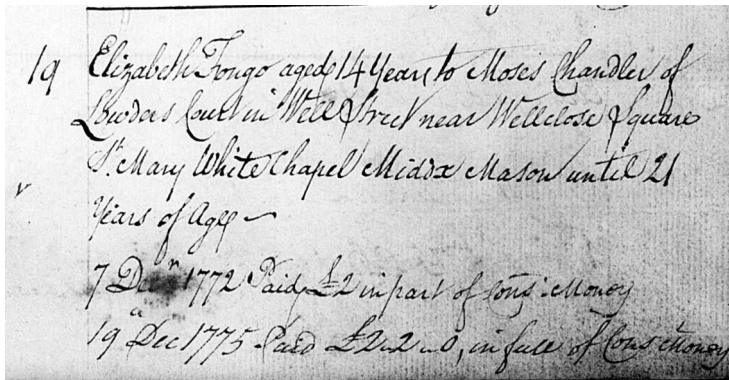 19 Elizabeth Fongo aged 14 Years to Moses Chandler of
Lowders Court in Well Street near Wellclose Square
St. Mary White Chapel Middx Mason until 21
Years of Age
7 Decr 1772 Paid £2 in part of Cons: Money
19 Dec 1775 Paid £2 2 0, in full of Cons Money